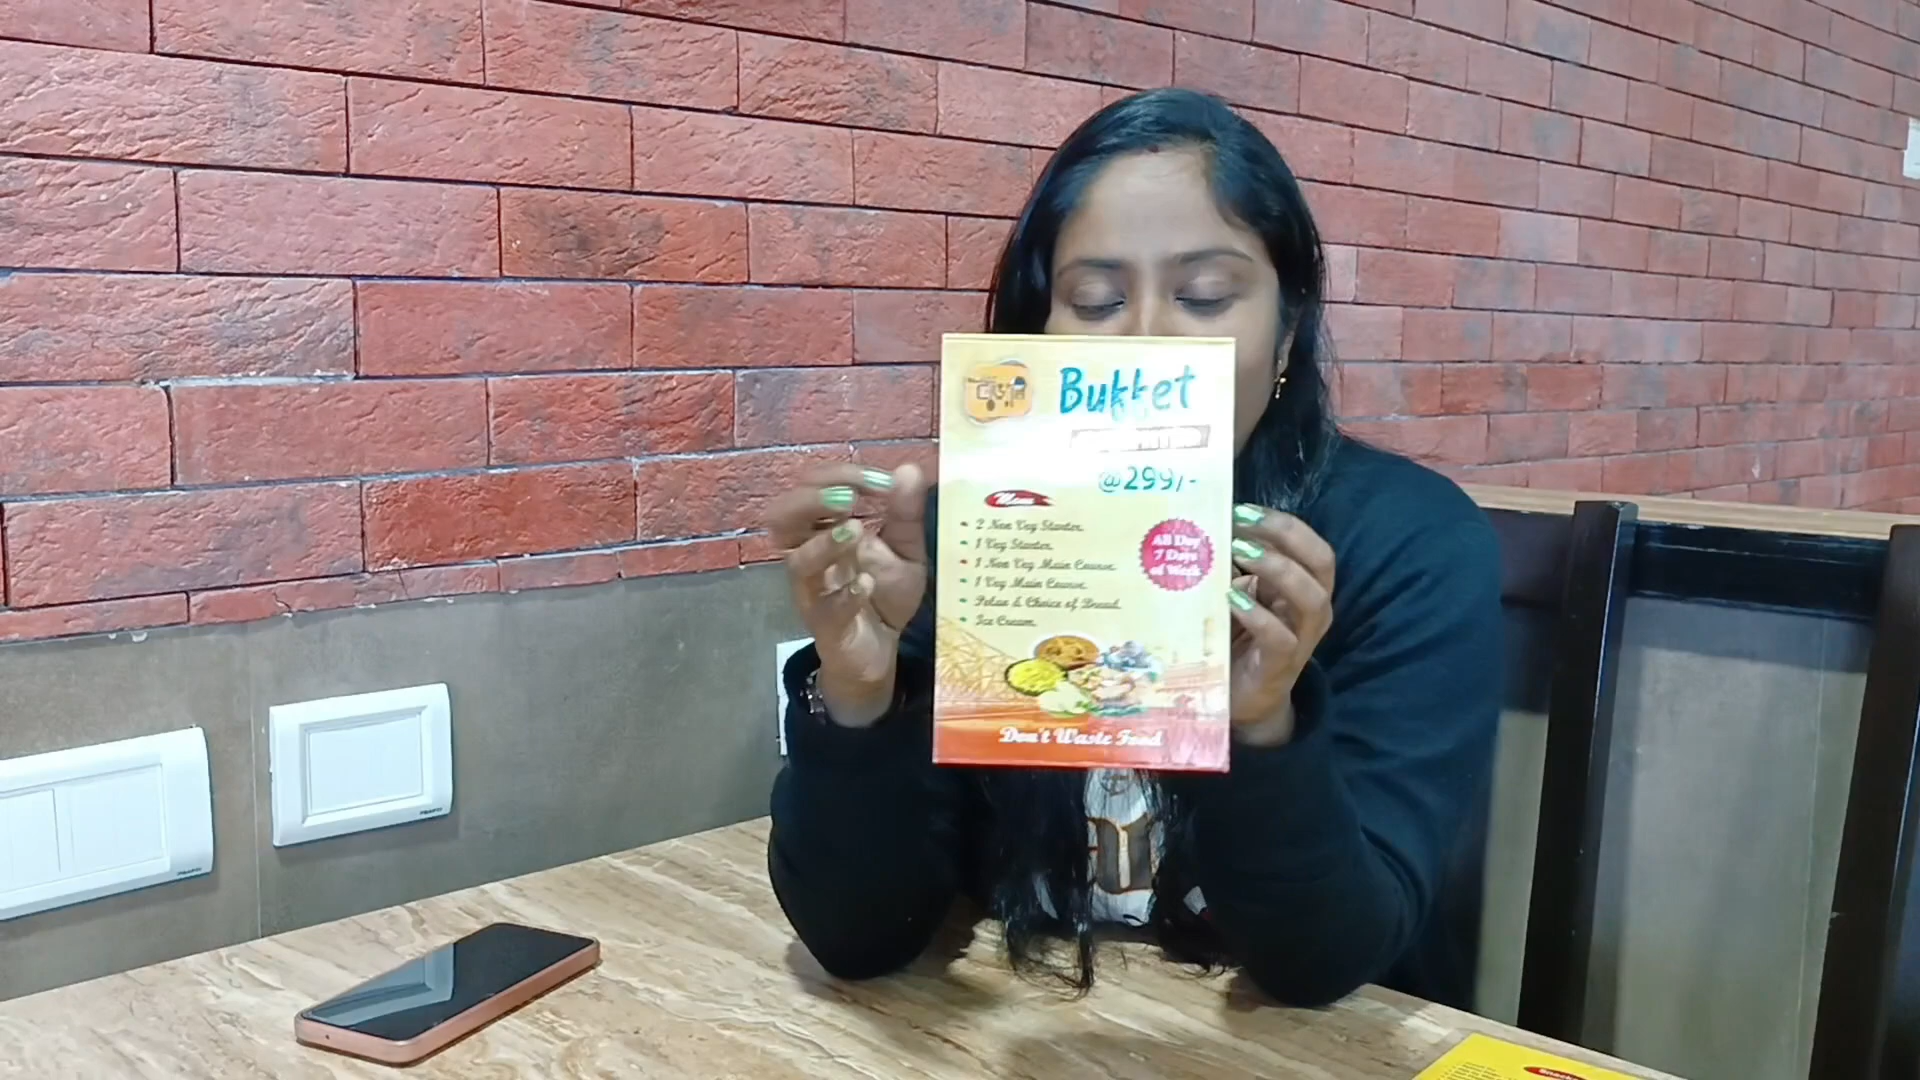 Buffet
@299/-
Menu
2 Non Veg Starter.
1 Veg Starter.
1 Non Veg Main Course.
1 Veg Main Course.
Polao & Choice of Bread.
Ice Cream.
All Day
7 Days
of Week
Don't Waste Food